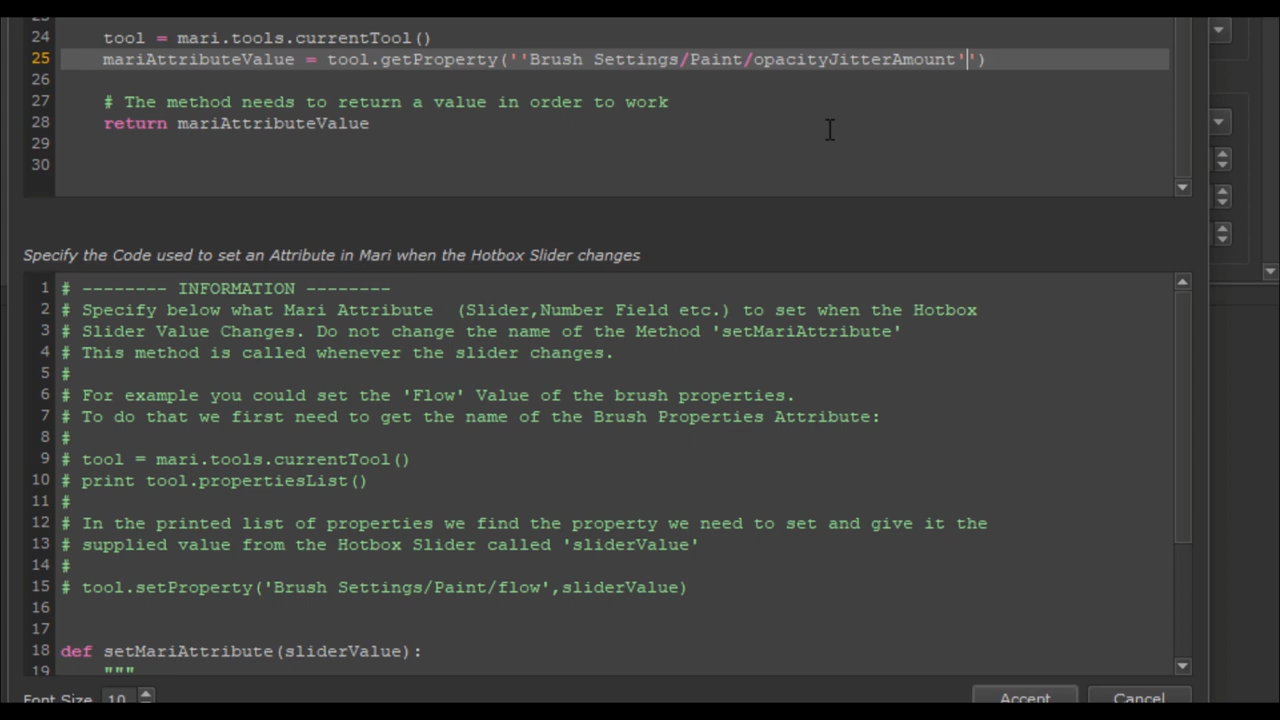 24 tool = mari.tools.currentTool()
25 mariAttributeValue = tool.getProperty(''Brush Settings/Paint/opacityJitterAmount'')
26
27 # The method needs to return a value in order to work
28 return mariAttributeValue
29
30
Specify the Code used to set an Attribute in Mari when the Hotbox Slider changes
1 # -------- INFORMATION --------
2 # Specify below what Mari Attribute  (Slider,Number Field etc.) to set when the Hotbox
3 # Slider Value Changes. Do not change the name of the Method 'setMariAttribute'
4 # This method is called whenever the slider changes.
5 #
6 # For example you could set the 'Flow' Value of the brush properties.
7 # To do that we first need to get the name of the Brush Properties Attribute:
8 #
9 # tool = mari.tools.currentTool()
10 # print tool.propertiesList()
11 #
12 # In the printed list of properties we find the property we need to set and give it the
13 # supplied value from the Hotbox Slider called 'sliderValue'
14 #
15 # tool.setProperty('Brush Settings/Paint/flow',sliderValue)
16
17
18 def setMariAttribute(sliderValue):
19 """
Font Size 10 Accept Cancel